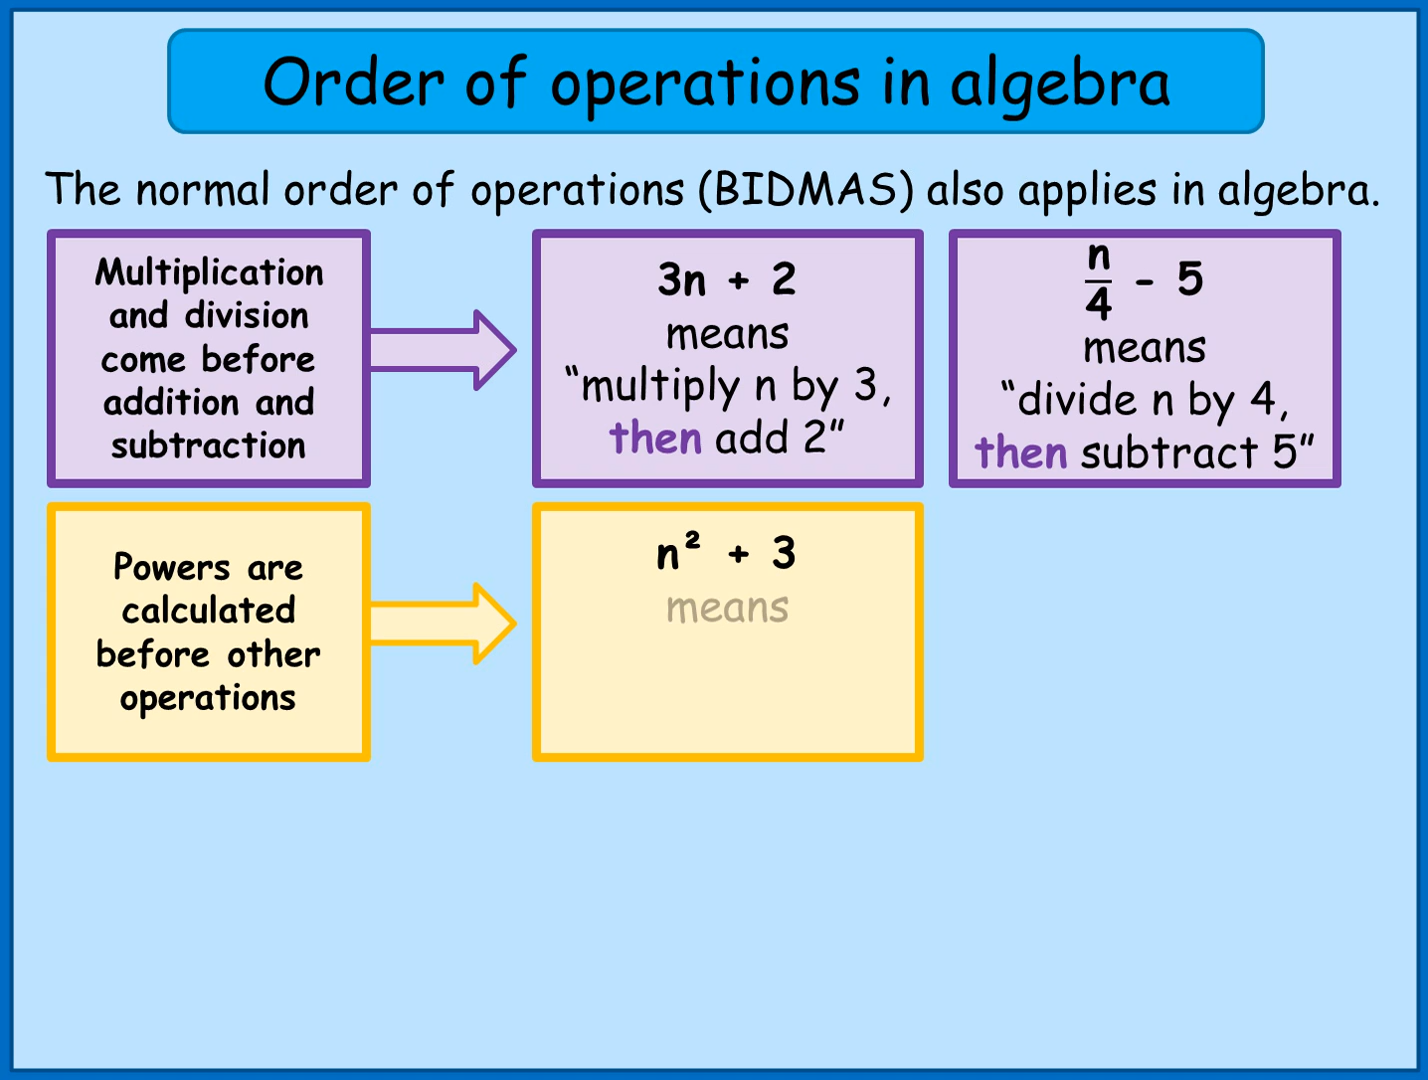 Order of operations in algebra
The normal order of operations (BIDMAS) also applies in algebra.
Multiplication
and division
come before
addition and
subtraction
3n + 2
means
“multiply n by 3,
then add 2”
n
4 - 5
means
“divide n by 4,
then subtract 5”
Powers are
calculated
before other
operations
n² + 3
means